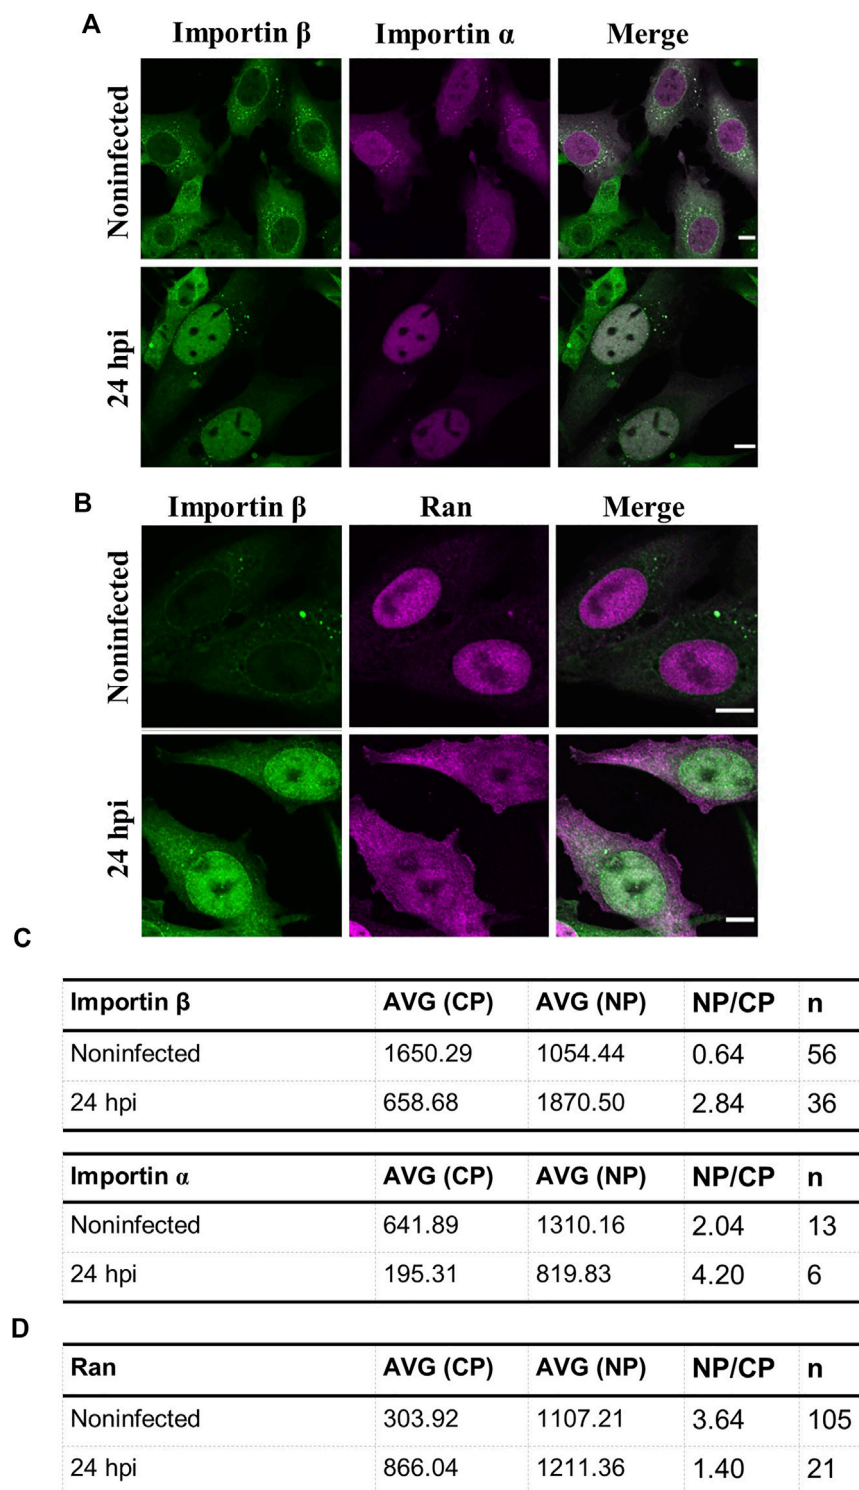 A
Importin β Importin α Merge
Noninfected
24 hpi
B
Importin β Ran Merge
Noninfected
24 hpi
C
Importin β AVG (CP) AVG (NP) NP/CP n
Noninfected 1650.29 1054.44 0.64 56
24 hpi 658.68 1870.50 2.84 36
Importin α AVG (CP) AVG (NP) NP/CP n
Noninfected 641.89 1310.16 2.04 13
24 hpi 195.31 819.83 4.20 6
D
Ran AVG (CP) AVG (NP) NP/CP n
Noninfected 303.92 1107.21 3.64 105
24 hpi 866.04 1211.36 1.40 21